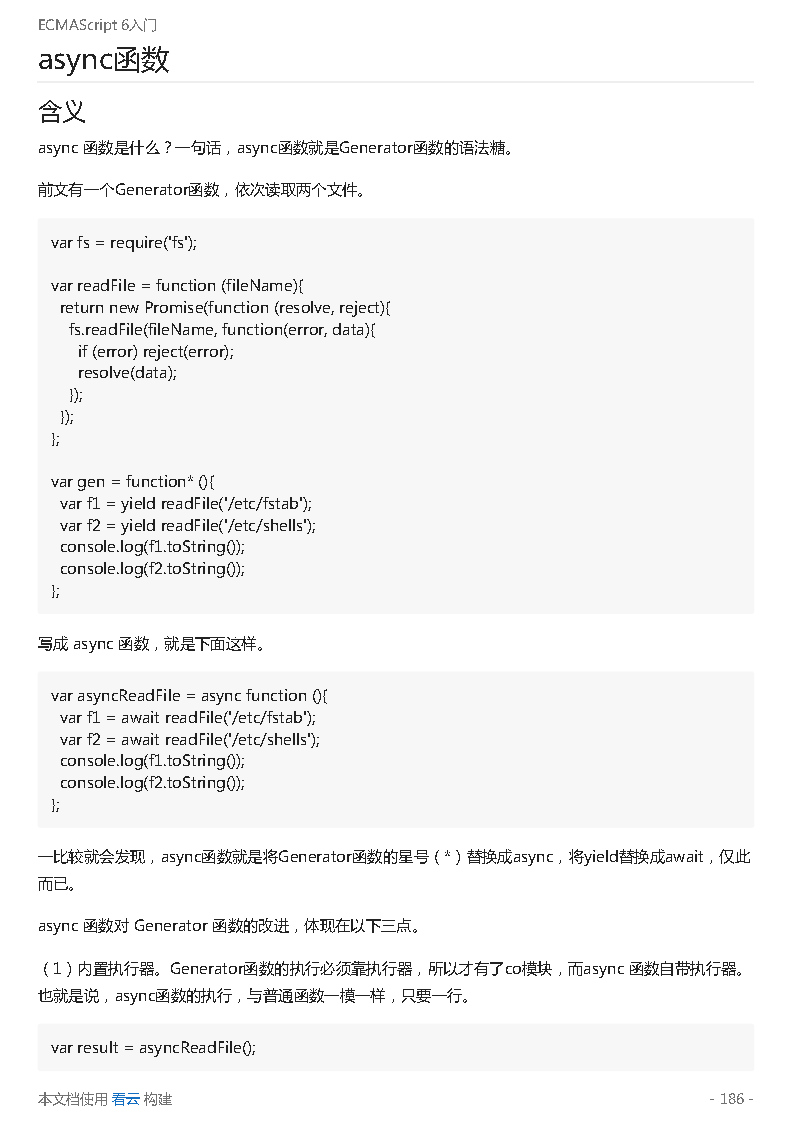 ECMAScript 6入门
async函数
含义
async 函数是什么？一句话，async函数就是Generator函数的语法糖。
前文有一个Generator函数，依次读取两个文件。
var fs = require('fs');
var readFile = function (fileName){
  return new Promise(function (resolve, reject){
    fs.readFile(fileName, function(error, data){
      if (error) reject(error);
      resolve(data);
    });
  });
};
var gen = function* (){
  var f1 = yield readFile('/etc/fstab');
  var f2 = yield readFile('/etc/shells');
  console.log(f1.toString());
  console.log(f2.toString());
};
写成 async 函数，就是下面这样。
var asyncReadFile = async function (){
  var f1 = await readFile('/etc/fstab');
  var f2 = await readFile('/etc/shells');
  console.log(f1.toString());
  console.log(f2.toString());
};
一比较就会发现，async函数就是将Generator函数的星号（*）替换成async，将yield替换成await，仅此
而已。
async 函数对 Generator 函数的改进，体现在以下三点。
（1）内置执行器。Generator函数的执行必须靠执行器，所以才有了co模块，而async 函数自带执行器。
也就是说，async函数的执行，与普通函数一模一样，只要一行。
var result = asyncReadFile();
本文档使用 看云 构建
- 186 -